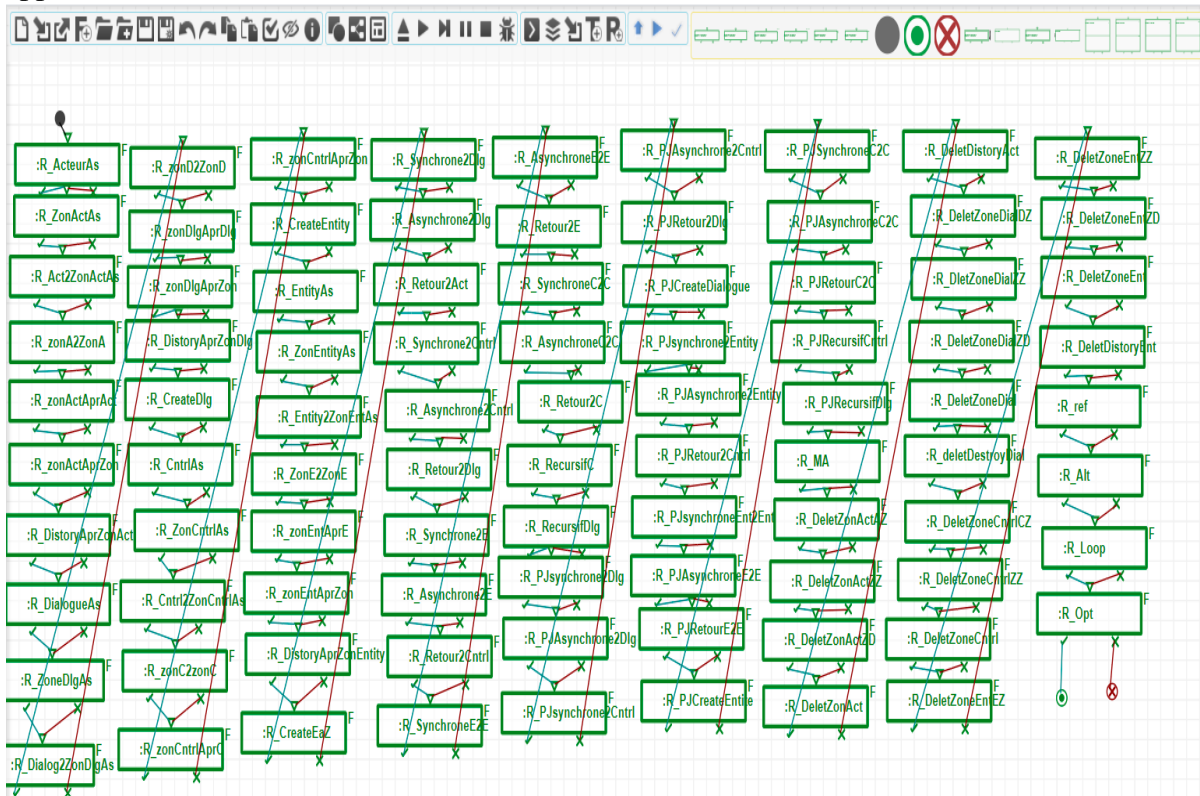 :R_ActeurAs F
:R_ZonActAs F
:R_Act2ZonActAs F
:R_zonA2ZonA F
:R_zonActAprAct F
:R_zonActAprZon F
:R_DistoryAprZonAct F
:R_DialogueAs F
:R_ZoneDlgAs F
:R_Dialog2ZonDlgAs F
:R_zonD2ZonD F
:R_zonDlgAprDlg F
:R_zonDlgAprZon F
:R_DistoryAprZonDlg F
:R_CreateDlg F
:R_CntrlAs F
:R_ZonCntrlAs F
:R_Cntrl2ZonCntrlAs F
:R_zonC2zonC F
:R_zonCntrlAprC F
:R_zonCntrlAprZon F
:R_CreateEntity F
:R_EntityAs F
:R_ZonEntityAs F
:R_Entity2ZonEntAs F
:R_ZonE2ZonE F
:R_zonEntAprE F
:R_zonEntAprZon F
:R_DistoryAprZonEntity F
:R_CreateEaZ F
:R_Synchrone2Dlg F
:R_Asynchrone2Dlg F
:R_Retour2Act F
:R_Synchrone2Cntrl F
:R_Asynchrone2Cntrl F
:R_Retour2Dlg F
:R_Synchrone2E F
:R_Asynchrone2E F
:R_Retour2Cntrl F
:R_SynchroneE2E F
:R_AsynchroneE2E F
:R_Retour2E F
:R_SynchroneC2C F
:R_AsynchroneC2C F
:R_Retour2C F
:R_RecursifC F
:R_RecursifDlg F
:R_PJsynchrone2Dlg F
:R_PJAsynchrone2Dlg F
:R_PJsynchrone2Cntrl F
:R_PJAsynchrone2Cntrl F
:R_PJRetour2Dlg F
:R_PJCreateDialogue F
:R_PJsynchrone2Entity F
:R_PJAsynchrone2Entity F
:R_PJRetour2Cntrl F
:R_PJsynchroneEnt2Ent F
:R_PJAsynchroneE2E F
:R_PJRetourE2E F
:R_PJCreateEntite F
:R_PJSynchroneC2C F
:R_PJAsynchroneC2C F
:R_PJRetourC2C F
:R_PJRecursifCntrl F
:R_PJRecursifDlg F
:R_MA F
:R_DeletZonActAZ F
:R_DeletZonActZZ F
:R_DeletZonActZD F
:R_DeletZonAct F
:R_DeletDistoryAct F
:R_DeletZoneDialDZ F
:R_DletZoneDialZZ F
:R_DeletZoneDialZD F
:R_DeletZoneDial F
:R_deletDestroyDial F
:R_DeletZoneCntrlCZ F
:R_DeletZoneCntrlZZ F
:R_DeletZoneCntrl F
:R_DeletZoneEntEZ F
:R_DeletZoneEntZZ F
:R_DeletZoneEntZD F
:R_DeletZoneEnt F
:R_DeletDistoryEnt F
:R_ref F
:R_Alt F
:R_Loop F
:R_Opt F